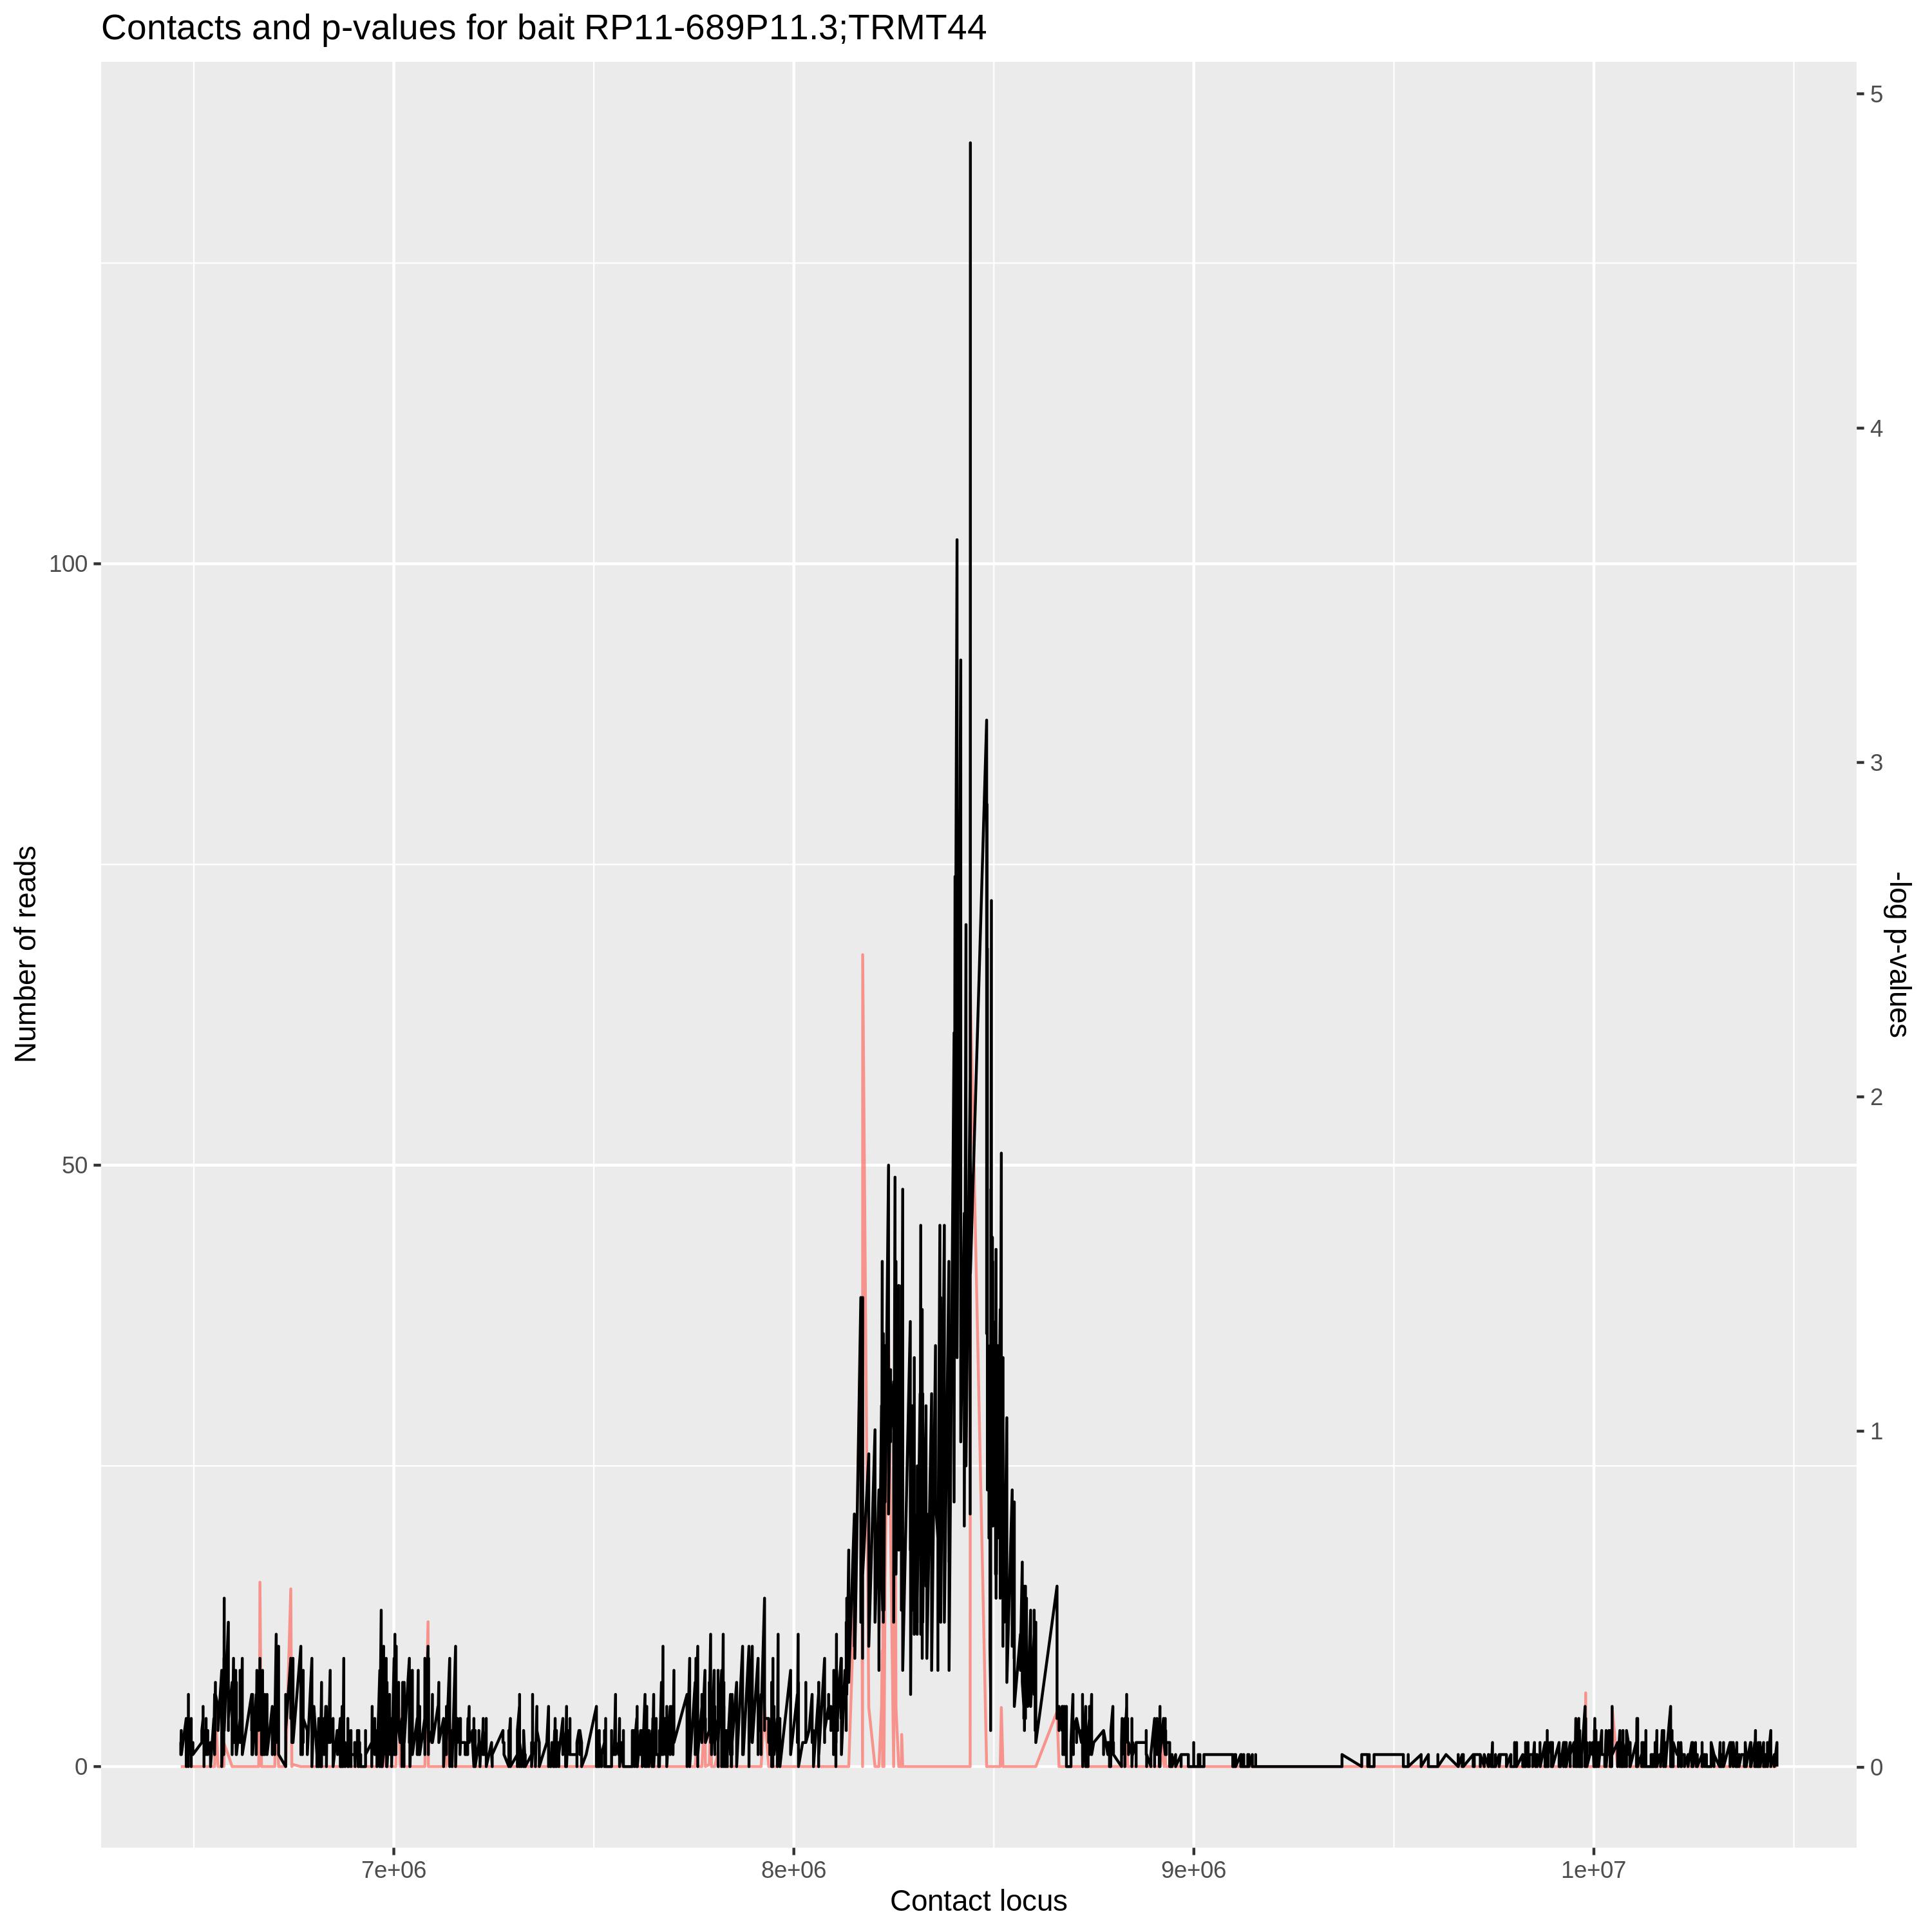 Contacts and p-values for bait RP11-689P11.3;TRMT44
5
4
100
3
Number of reads
-log p-values
2
50
1
0
0
7e+06
8e+06
9e+06
1e+07
Contact locus